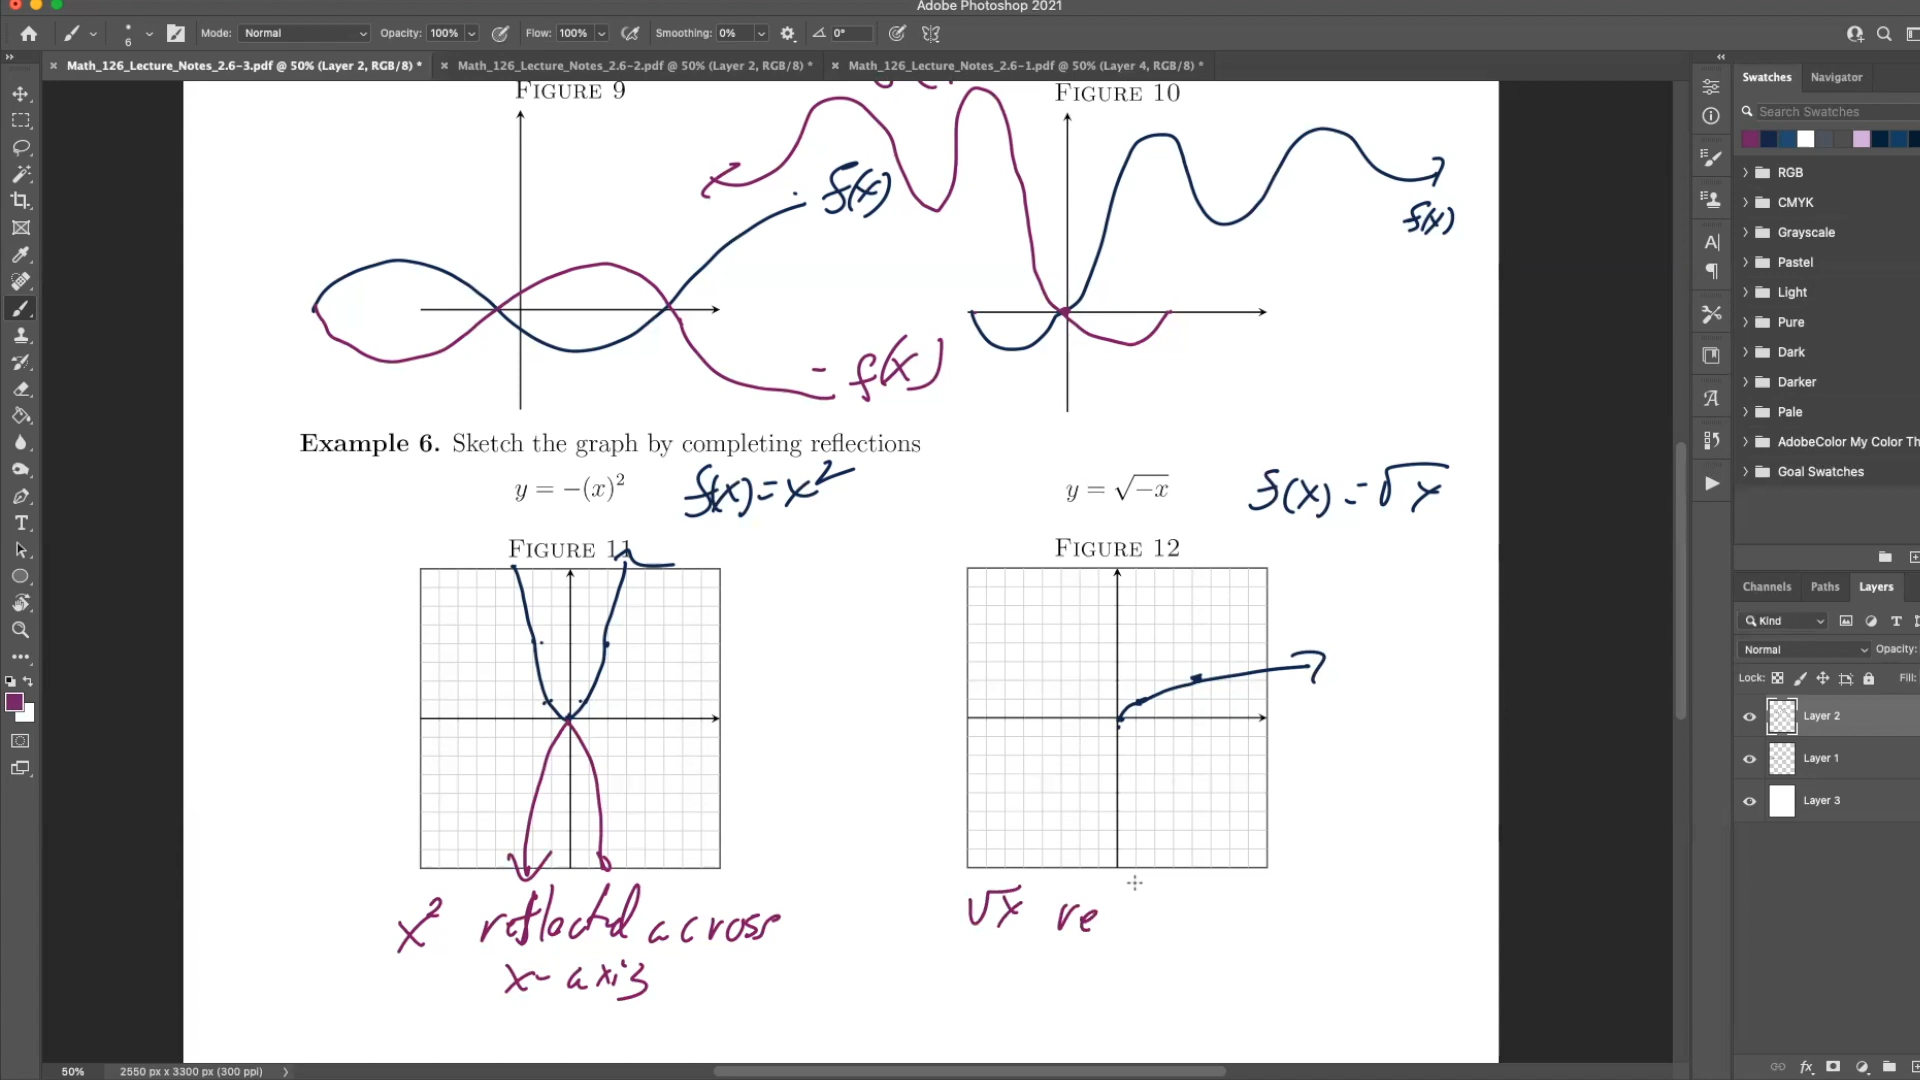 Adobe Photoshop 2021
6 Mode: Normal Opacity: 100% Flow: 100% Smoothing: 0% 0°
Math_126_Lecture_Notes_2.6-3.pdf @ 50% (Layer 2, RGB/8) *
Math_126_Lecture_Notes_2.6-2.pdf @ 50% (Layer 2, RGB/8) *
Math_126_Lecture_Notes_2.6-1.pdf @ 50% (Layer 4, RGB/8) *
FIGURE 9
f(x)
- f(x)
FIGURE 10
f(x)
Example 6. Sketch the graph by completing reflections
y = −(x)²
f(x) = x²
y = √−x
f(x) = √x
FIGURE 11
FIGURE 12
x² reflected across
x- axis
√x re
50% 2550 px x 3300 px (300 ppi)
Swatches Navigator
Search Swatches
RGB
CMYK
Grayscale
Pastel
Light
Pure
Dark
Darker
Pale
AdobeColor My Color Th
Goal Swatches
Channels Paths Layers
Kind
Normal Opacity:
Lock: Fill:
Layer 2
Layer 1
Layer 3